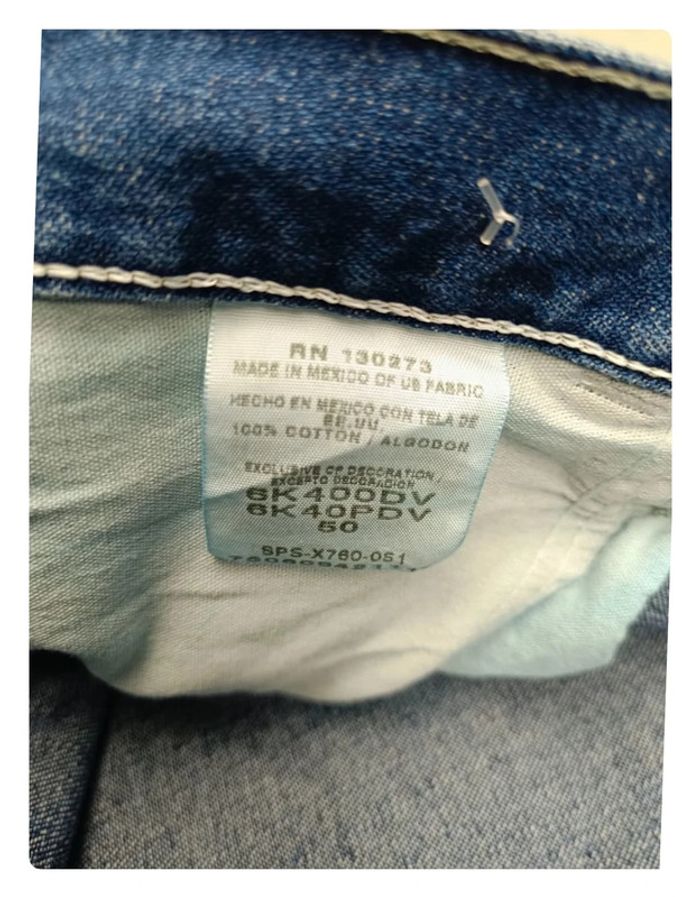 RN 130273
MADE IN MEXICO OF US FABRIC
HECHO EN MEXICO CON TELA DE
EE.UU.
100% COTTON / ALGODON
EXCLUSIVE OF DECORATION /
EXCEPTO DECORACION
6K400DV
6K40PDV
50
SPS-X760-0S1